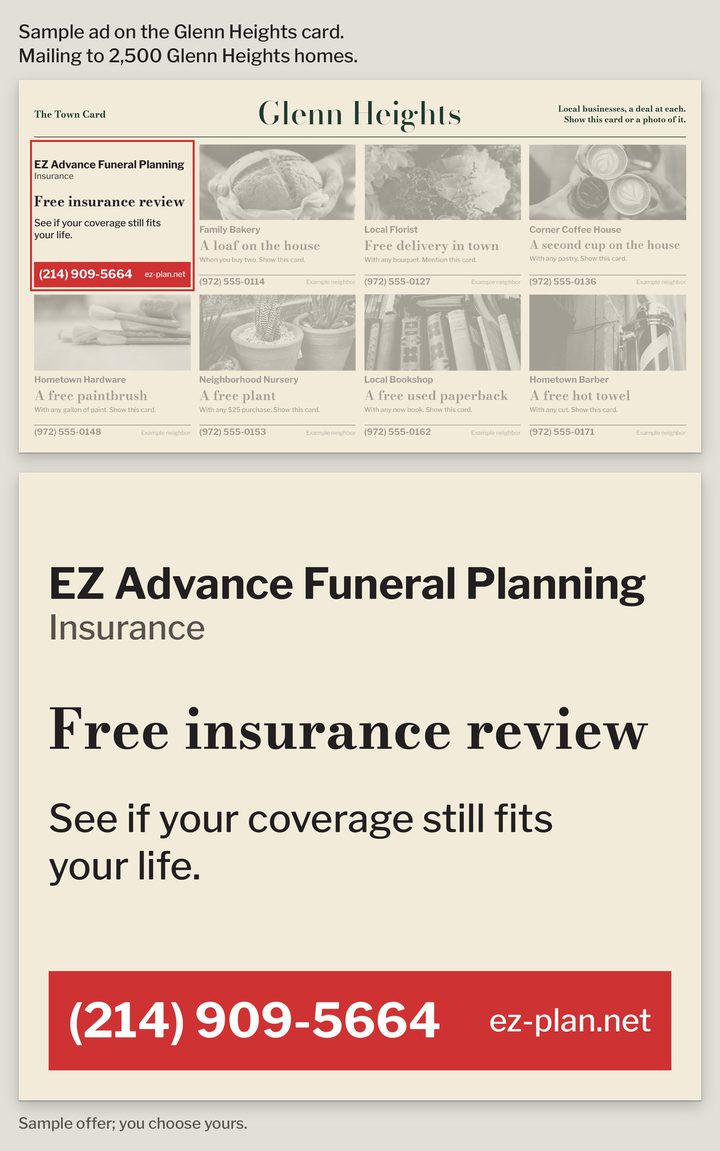 Sample ad on the Glenn Heights card.
Mailing to 2,500 Glenn Heights homes.
The Town Card
Glenn Heights
Local businesses, a deal at each.
Show this card or a photo of it.
EZ Advance Funeral Planning
Insurance
Free insurance review
See if your coverage still fits
your life.
(214) 909-5664 ez-plan.net
Family Bakery
A loaf on the house
When you buy two. Show this card.
(972) 555-0114 Example neighbor
Local Florist
Free delivery in town
With any bouquet. Mention this card.
(972) 555-0127 Example neighbor
Corner Coffee House
A second cup on the house
With any pastry. Show this card.
(972) 555-0136 Example neighbor
Hometown Hardware
A free paintbrush
With any gallon of paint. Show this card.
(972) 555-0148 Example neighbor
Neighborhood Nursery
A free plant
With any $25 purchase. Show this card.
(972) 555-0153 Example neighbor
Local Bookshop
A free used paperback
With any new book. Show this card.
(972) 555-0162 Example neighbor
Hometown Barber
A free hot towel
With any cut. Show this card.
(972) 555-0171 Example neighbor
EZ Advance Funeral Planning
Insurance
Free insurance review
See if your coverage still fits
your life.
(214) 909-5664 ez-plan.net
Sample offer; you choose yours.